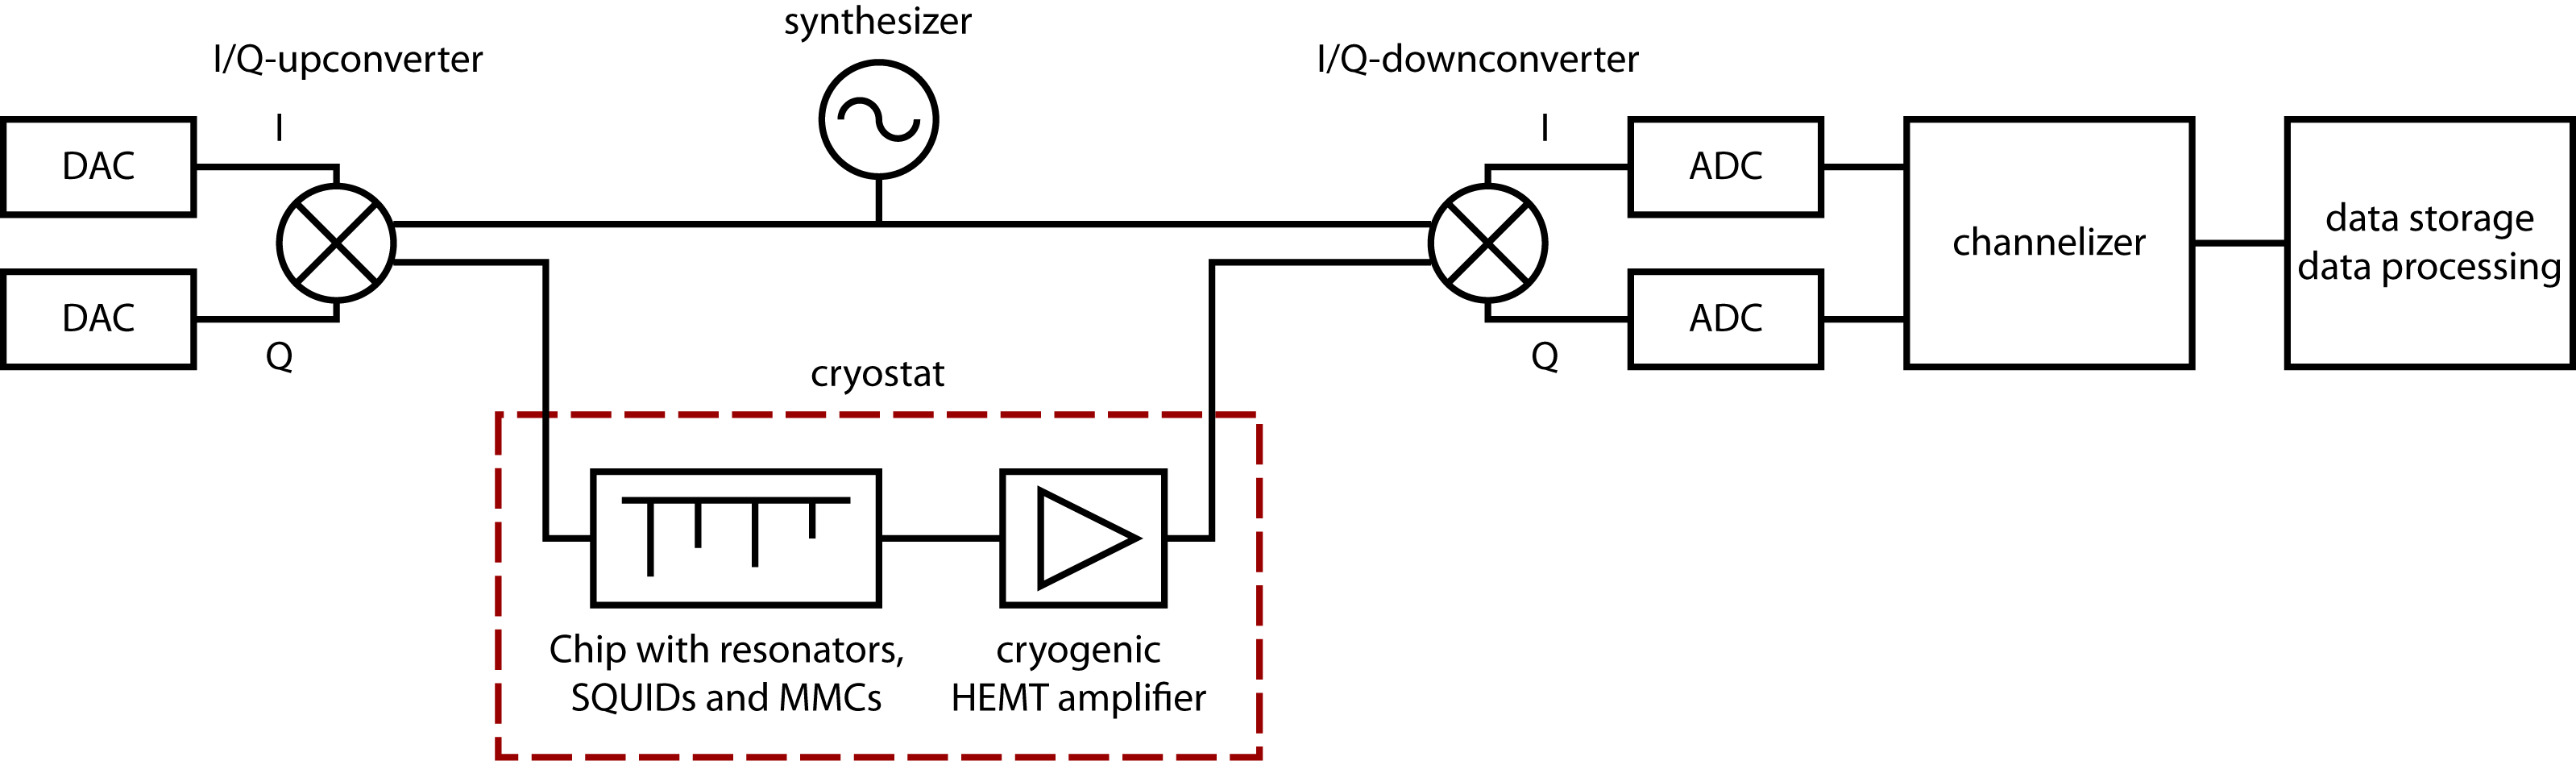 synthesizer
I/Q-upconverter
I/Q-downconverter
I
I
DAC
ADC
channelizer
data storage
data processing
DAC
ADC
Q
Q
cryostat
Chip with resonators,
SQUIDs and MMCs
cryogenic
HEMT amplifier